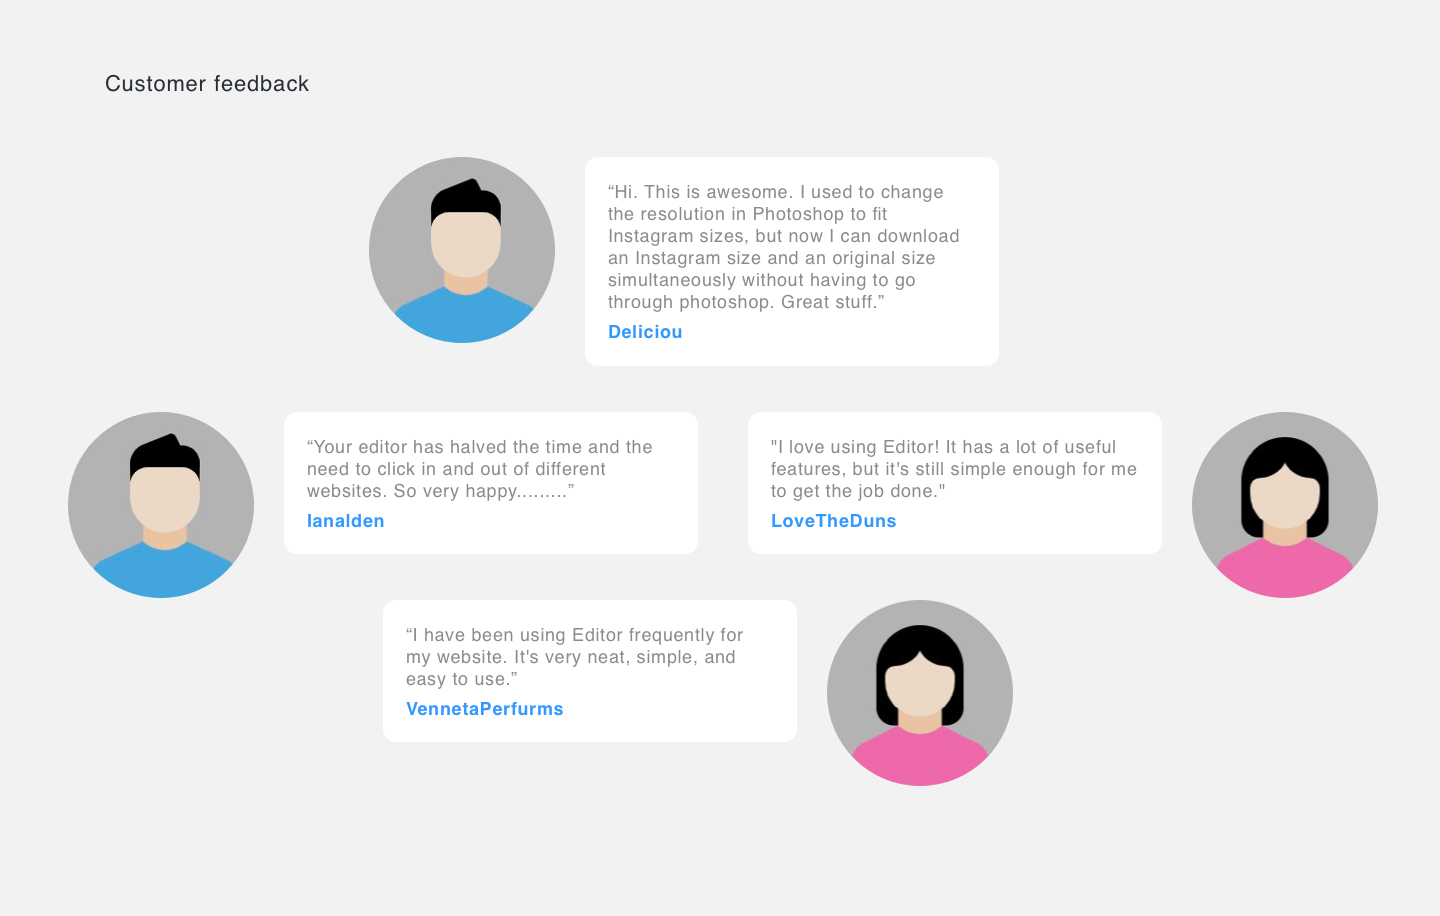 Customer feedback
“Hi. This is awesome. I used to change
the resolution in Photoshop to fit
Instagram sizes, but now I can download
an Instagram size and an original size
simultaneously without having to go
through photoshop. Great stuff.”
Deliciou
“Your editor has halved the time and the
need to click in and out of different
websites. So very happy.........”
Ianalden
"I love using Editor! It has a lot of useful
features, but it's still simple enough for me
to get the job done."
LoveTheDuns
“I have been using Editor frequently for
my website. It's very neat, simple, and
easy to use.”
VennetaPerfurms